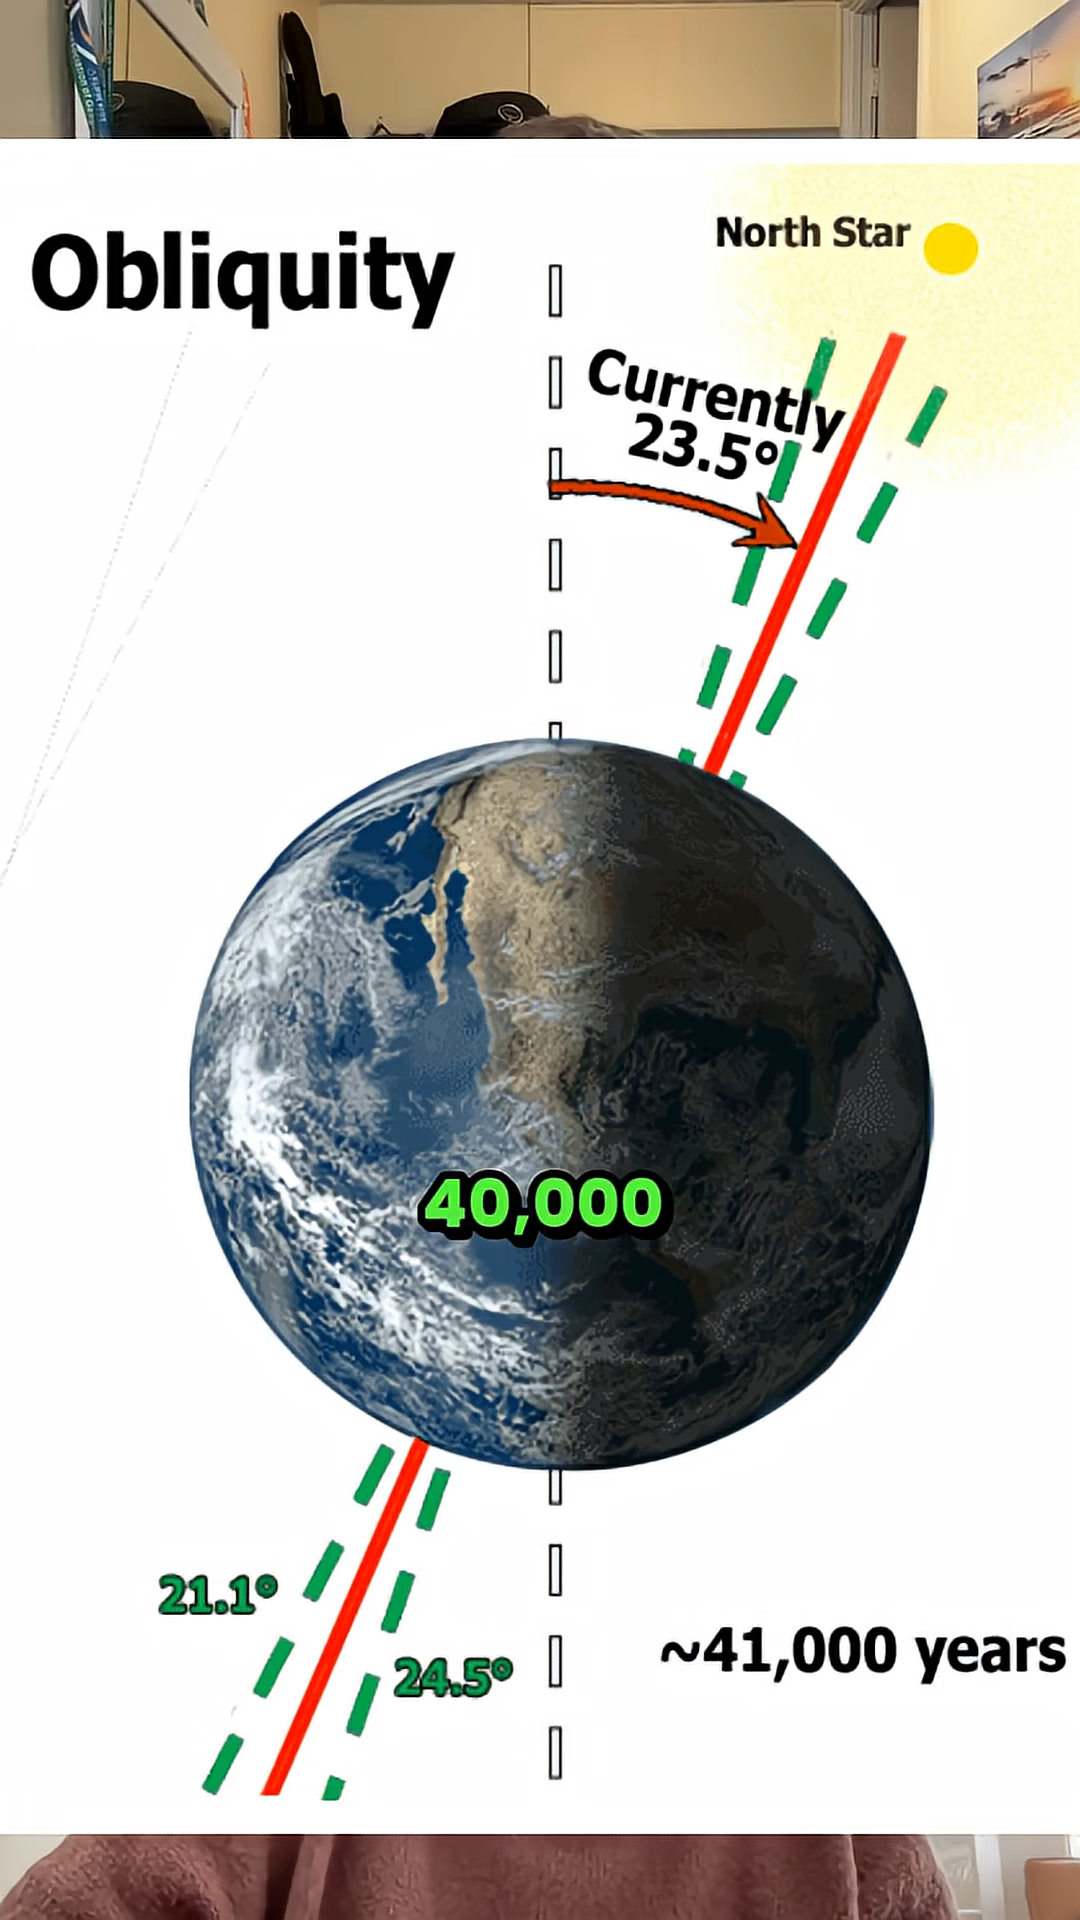 North Star
Obliquity
Currently
23.5°
40,000
21.1°
24.5°
~41,000 years